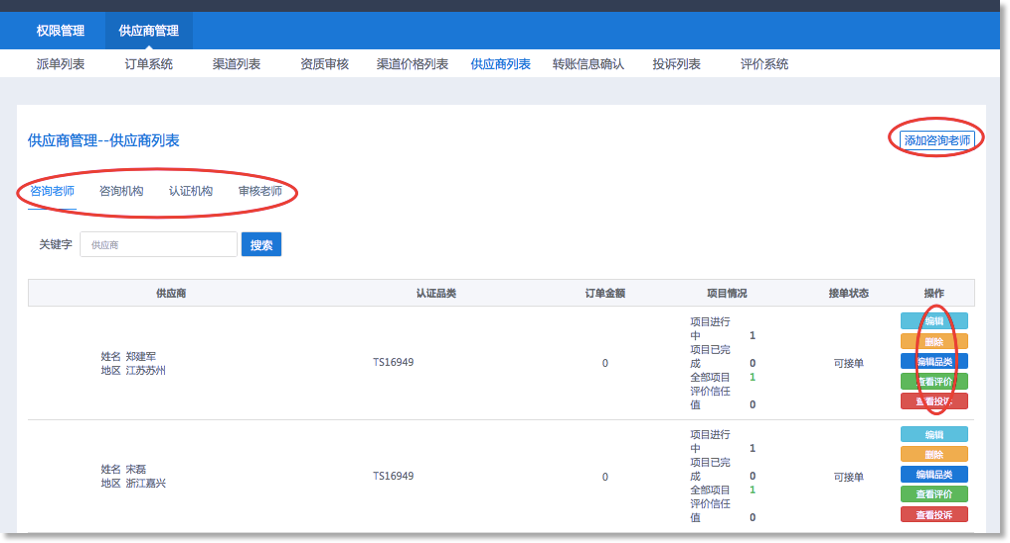 权限管理 供应商管理
派单列表 订单系统 渠道列表 资质审核 渠道价格列表 供应商列表 转账信息确认 投诉列表 评价系统
供应商管理--供应商列表 添加咨询老师
咨询老师 咨询机构 认证机构 审核老师
关键字 供应商 搜索
供应商 认证品类 订单金额 项目情况 接单状态 操作
姓名 郑建军
地区 江苏苏州
TS16949
0
项目进行
中 1
项目已完
成 0
全部项目 1
评价信任
值 0
可接单
编辑
删除
编辑品类
查看评价
查看投诉
姓名 宋磊
地区 浙江嘉兴
TS16949
0
项目进行
中 1
项目已完
成 0
全部项目 1
评价信任
值 0
可接单
编辑
删除
编辑品类
查看评价
查看投诉